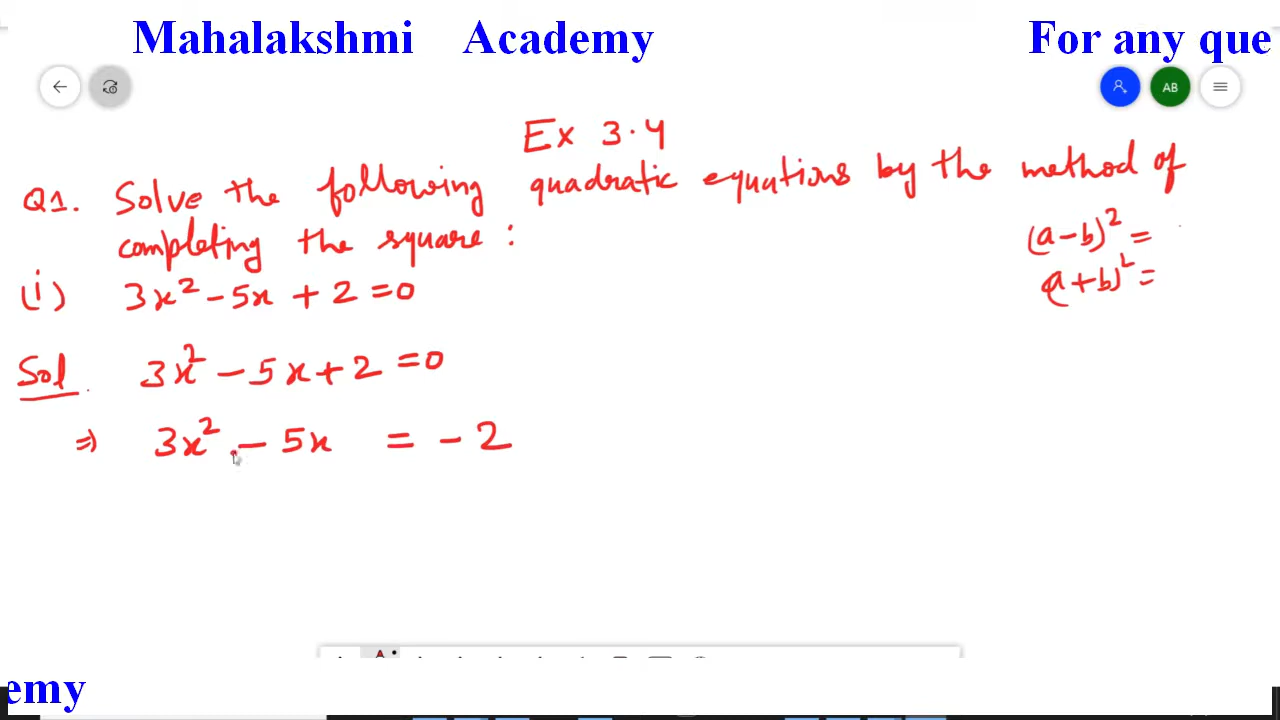 Mahalakshmi Academy For any que
AB
Ex 3.4
Q1. Solve the following quadratic equations by the method of
completing the square :
(a-b)² =
(a+b)² =
(i) 3x² - 5x + 2 = 0
Sol. 3x² - 5x + 2 = 0
⇒ 3x² - 5x = - 2
emy